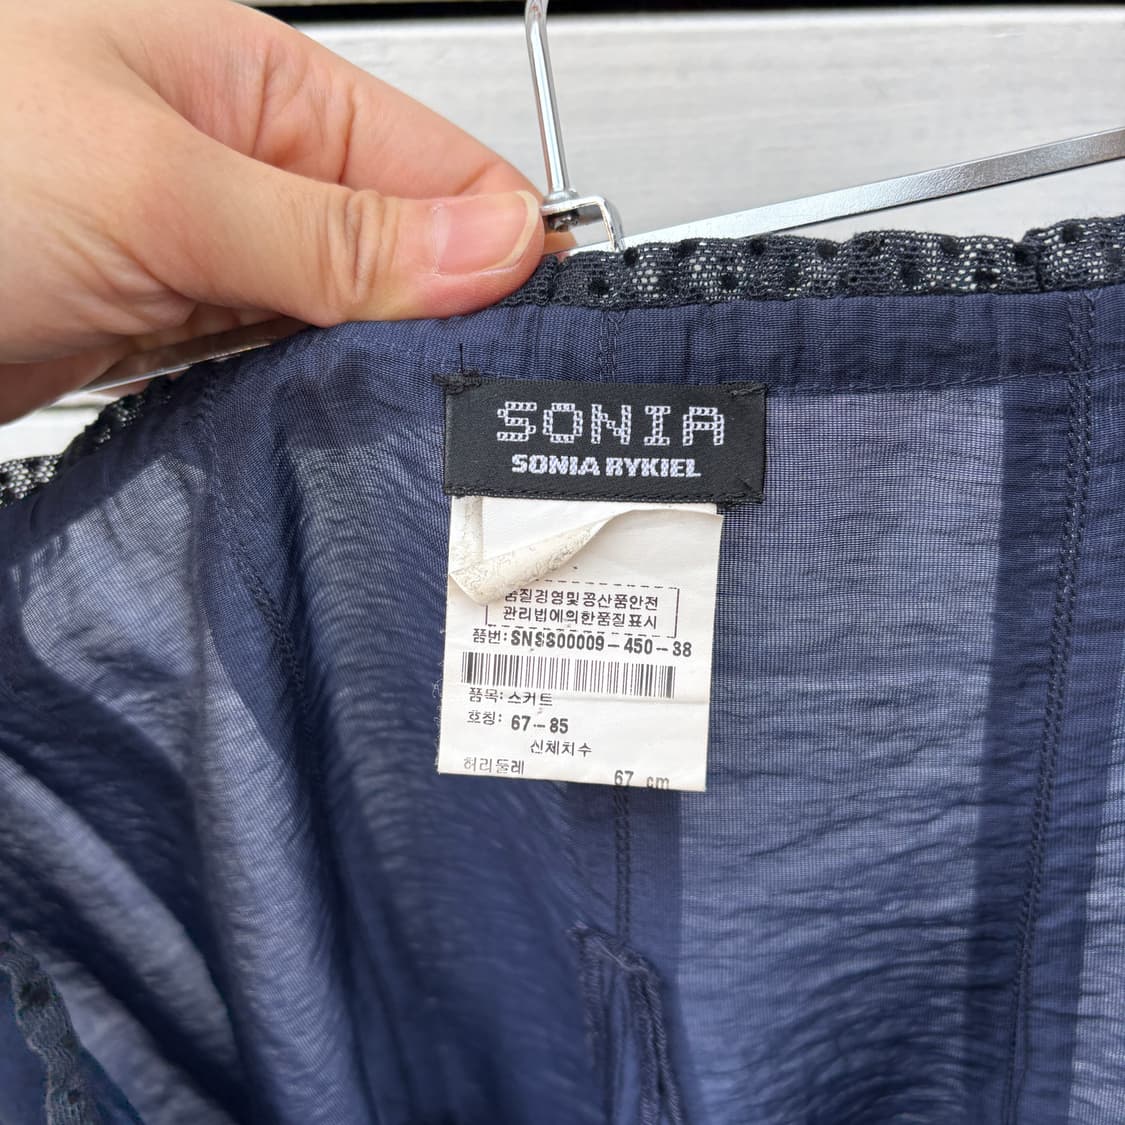 SONIA
SONIA RYKIEL
품질경영및공산품안전
관리법에의한품질표시
품번: SNSS00009-450-38
품목: 스커트
호칭: 67-85
신체치수
허리둘레 67 cm